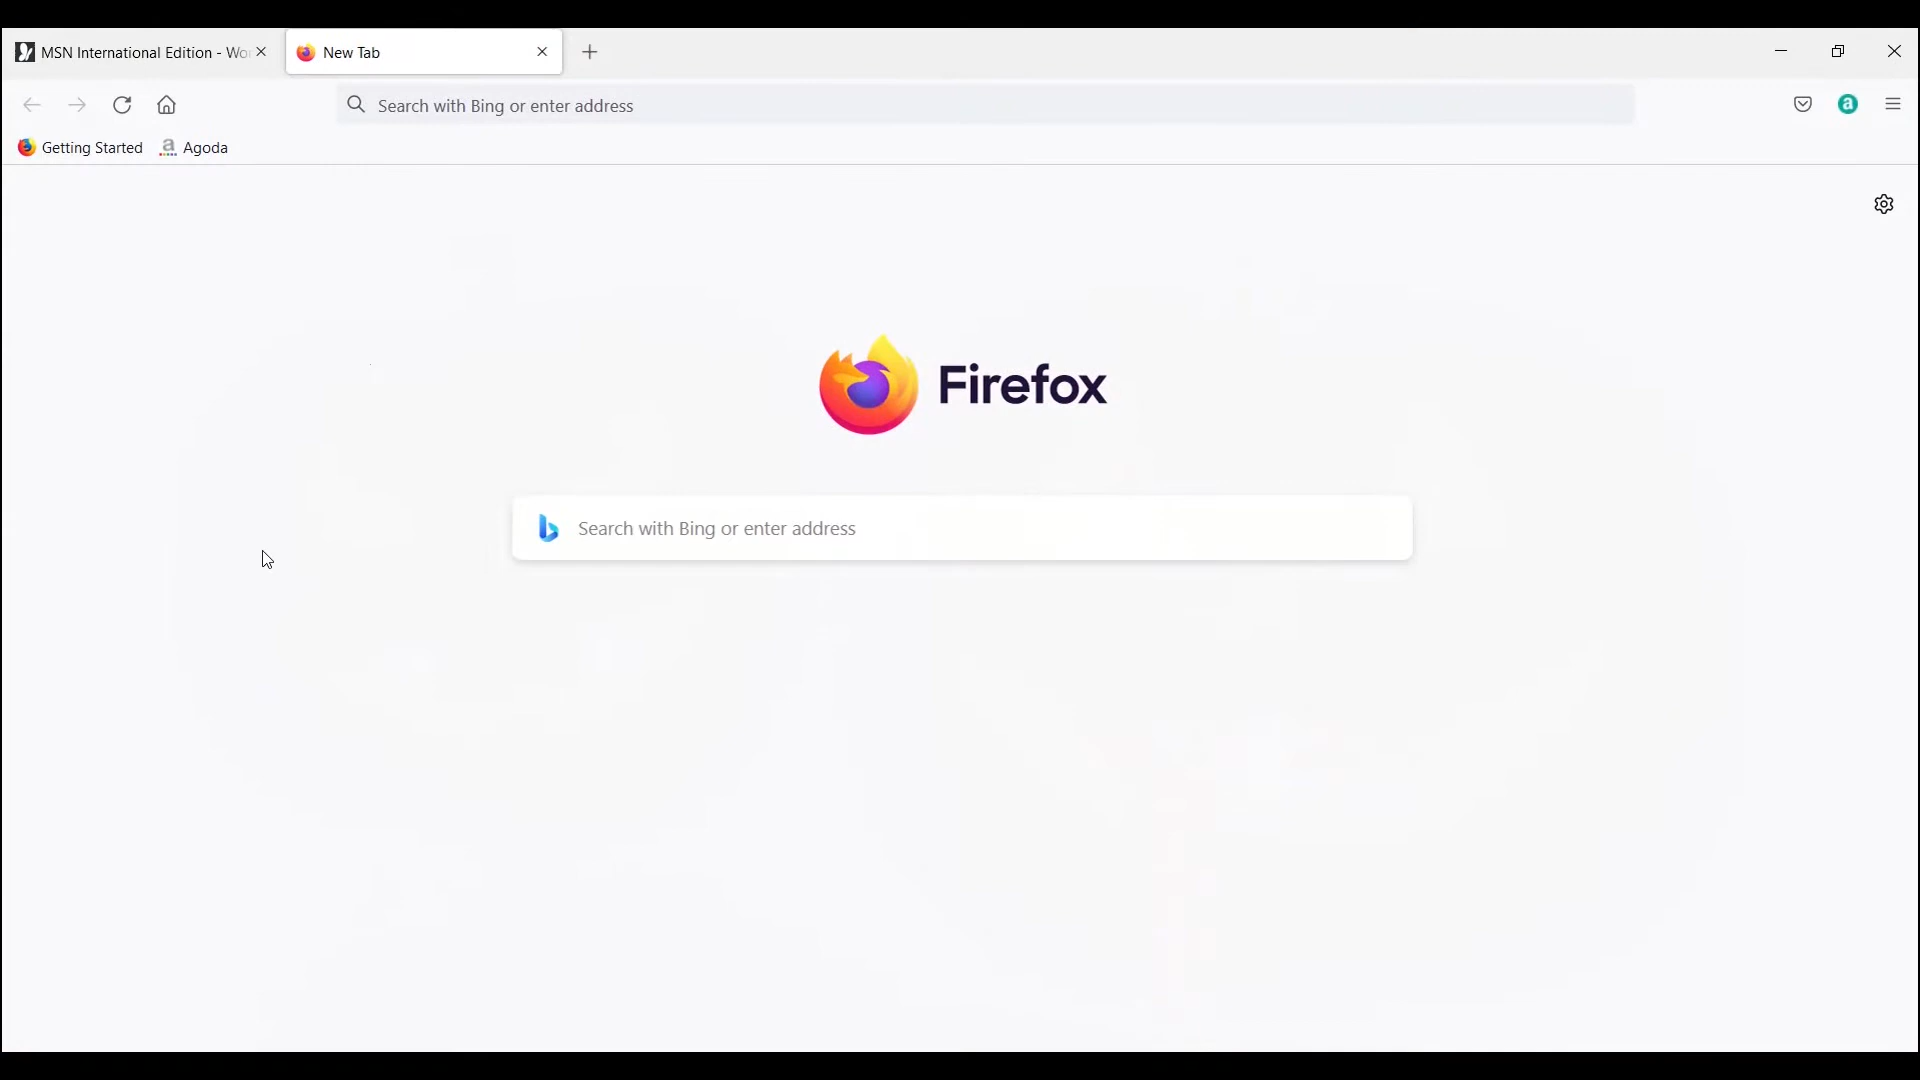 MSN International Edition - Wo
New Tab
Search with Bing or enter address
Getting Started
Agoda
Firefox
Search with Bing or enter address